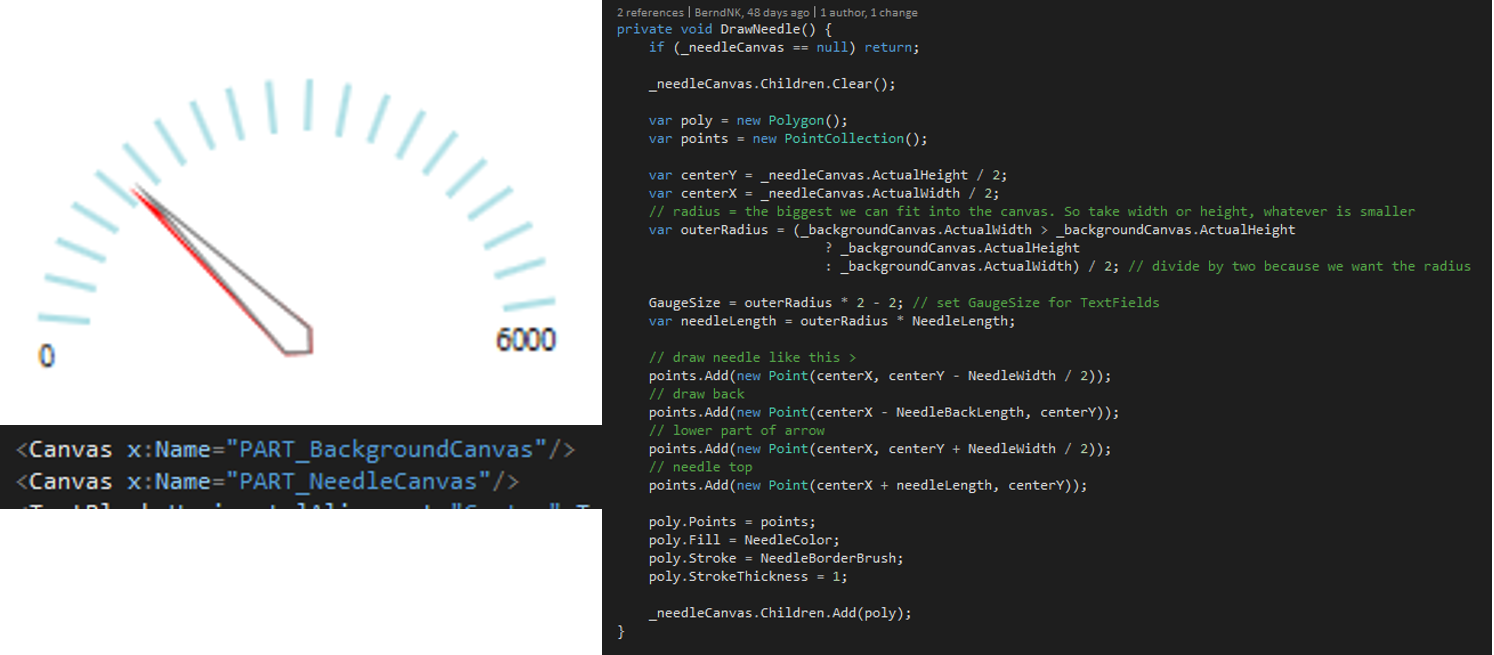 0
6000
<Canvas x:Name="PART_BackgroundCanvas"/>
<Canvas x:Name="PART_NeedleCanvas"/>
2 references | BerndNK, 48 days ago | 1 author, 1 change
private void DrawNeedle() {
if (_needleCanvas == null) return;
_needleCanvas.Children.Clear();
var poly = new Polygon();
var points = new PointCollection();
var centerY = _needleCanvas.ActualHeight / 2;
var centerX = _needleCanvas.ActualWidth / 2;
// radius = the biggest we can fit into the canvas. So take width or height, whatever is smaller
var outerRadius = (_backgroundCanvas.ActualWidth > _backgroundCanvas.ActualHeight
? _backgroundCanvas.ActualHeight
: _backgroundCanvas.ActualWidth) / 2; // divide by two because we want the radius
GaugeSize = outerRadius * 2 - 2; // set GaugeSize for TextFields
var needleLength = outerRadius * NeedleLength;
// draw needle like this >
points.Add(new Point(centerX, centerY - NeedleWidth / 2));
// draw back
points.Add(new Point(centerX - NeedleBackLength, centerY));
// lower part of arrow
points.Add(new Point(centerX, centerY + NeedleWidth / 2));
// needle top
points.Add(new Point(centerX + needleLength, centerY));
poly.Points = points;
poly.Fill = NeedleColor;
poly.Stroke = NeedleBorderBrush;
poly.StrokeThickness = 1;
_needleCanvas.Children.Add(poly);
}